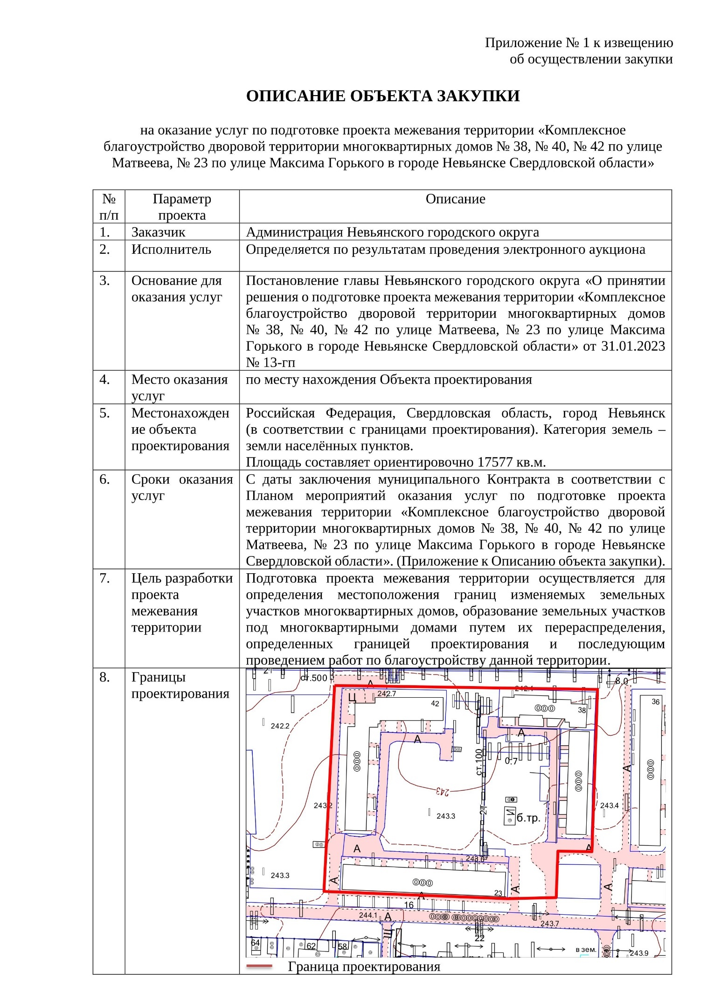 Приложение № 1 к извещению
об осуществлении закупки
ОПИСАНИЕ ОБЪЕКТА ЗАКУПКИ
на оказание услуг по подготовке проекта межевания территории «Комплексное
благоустройство дворовой территории многоквартирных домов № 38, № 40, № 42 по улице
Матвеева, № 23 по улице Максима Горького в городе Невьянске Свердловской области»
№
п/п
Параметр
проекта
Описание
1.
Заказчик
Администрация Невьянского городского округа
2.
Исполнитель
Определяется по результатам проведения электронного аукциона
3.
Основание для
оказания услуг
Постановление главы Невьянского городского округа «О принятии
решения о подготовке проекта межевания территории «Комплексное
благоустройство дворовой территории многоквартирных домов
№ 38, № 40, № 42 по улице Матвеева, № 23 по улице Максима
Горького в городе Невьянске Свердловской области» от 31.01.2023
№ 13-гп
4.
Место оказания
услуг
по месту нахождения Объекта проектирования
5.
Местонахожден
ие объекта
проектирования
Российская Федерация, Свердловская область, город Невьянск
(в соответствии с границами проектирования). Категория земель –
земли населённых пунктов.
Площадь составляет ориентировочно 17577 кв.м.
6.
Сроки оказания
услуг
С даты заключения муниципального Контракта в соответствии с
Планом мероприятий оказания услуг по подготовке проекта
межевания территории «Комплексное благоустройство дворовой
территории многоквартирных домов № 38, № 40, № 42 по улице
Матвеева, № 23 по улице Максима Горького в городе Невьянске
Свердловской области». (Приложение к Описанию объекта закупки).
7.
Цель разработки
проекта
межевания
территории
Подготовка проекта межевания территории осуществляется для
определения местоположения границ изменяемых земельных
участков многоквартирных домов, образование земельных участков
под многоквартирными домами путем их перераспределения,
определенных границей проектирования и последующим
проведением работ по благоустройству данной территории.
8.
Границы
проектирования
21
ст.500
А
8.0
Ц
242.7
242.4
42
38
36
242.2
А
А
ст.100
0.7
А
243
243.2
243.4
243.3
21
б.тр.
А
А
243.6
243.3
А
А
А
23
А
16
244.1
А
243.7
Щ
22
64
62
58
в зем.
243.9
Граница проектирования